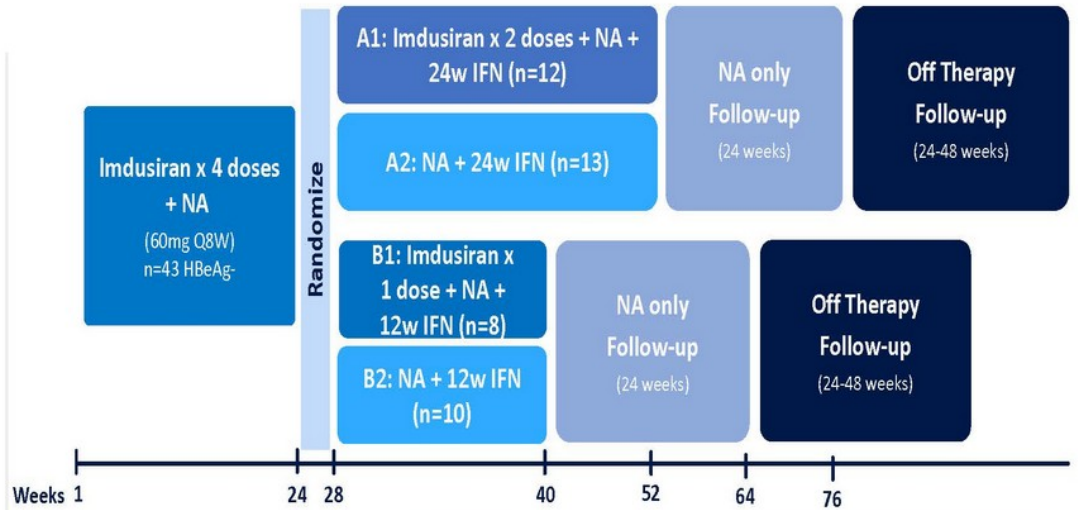 Imdusiran x 4 doses
+ NA
(60mg Q8W)
n=43 HBeAg-
Randomize
A1: Imdusiran x 2 doses + NA +
24w IFN (n=12)
A2: NA + 24w IFN (n=13)
NA only
Follow-up
(24 weeks)
Off Therapy
Follow-up
(24-48 weeks)
B1: Imdusiran x
1 dose + NA +
12w IFN (n=8)
B2: NA + 12w IFN
(n=10)
NA only
Follow-up
(24 weeks)
Off Therapy
Follow-up
(24-48 weeks)
Weeks 1 24 28 40 52 64 76